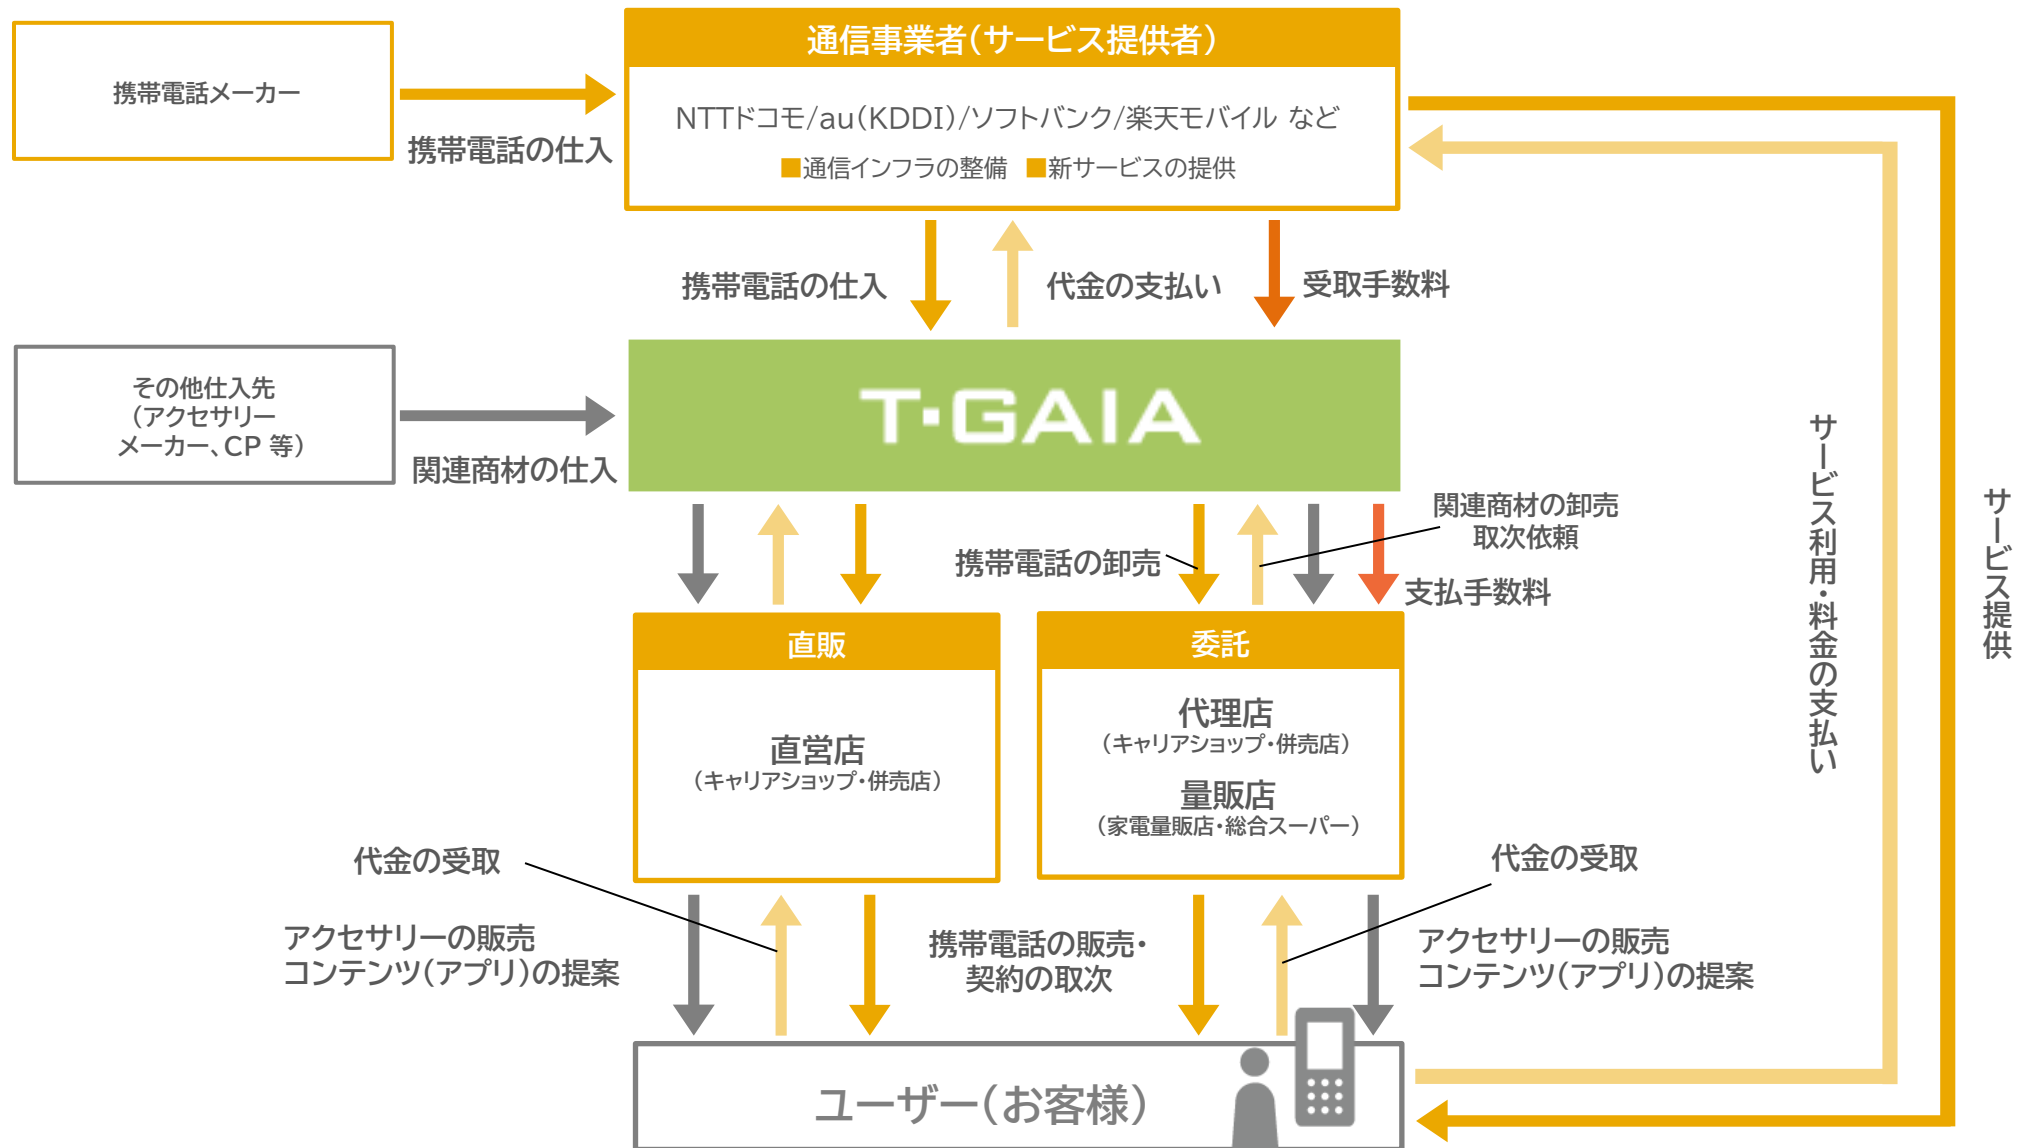 通信事業者(サービス提供者)
携帯電話メーカー
NTTドコモ/au(KDDI)/ソフトバンク/楽天モバイル など
携帯電話の仕入
■通信インフラの整備 ■新サービスの提供
携帯電話の仕入
代金の支払い
受取手数料
その他仕入先
(アクセサリー
メーカー、CP 等)
関連商材の仕入
T・GAIA
関連商材の卸売
取次依頼
携帯電話の卸売
支払手数料
サービス利用・料金の支払い
サービス提供
直販
直営店
(キャリアショップ・併売店)
委託
代理店
(キャリアショップ・併売店)
量販店
(家電量販店・総合スーパー)
代金の受取
代金の受取
アクセサリーの販売
コンテンツ(アプリ)の提案
携帯電話の販売・
契約の取次
アクセサリーの販売
コンテンツ(アプリ)の提案
ユーザー(お客様)